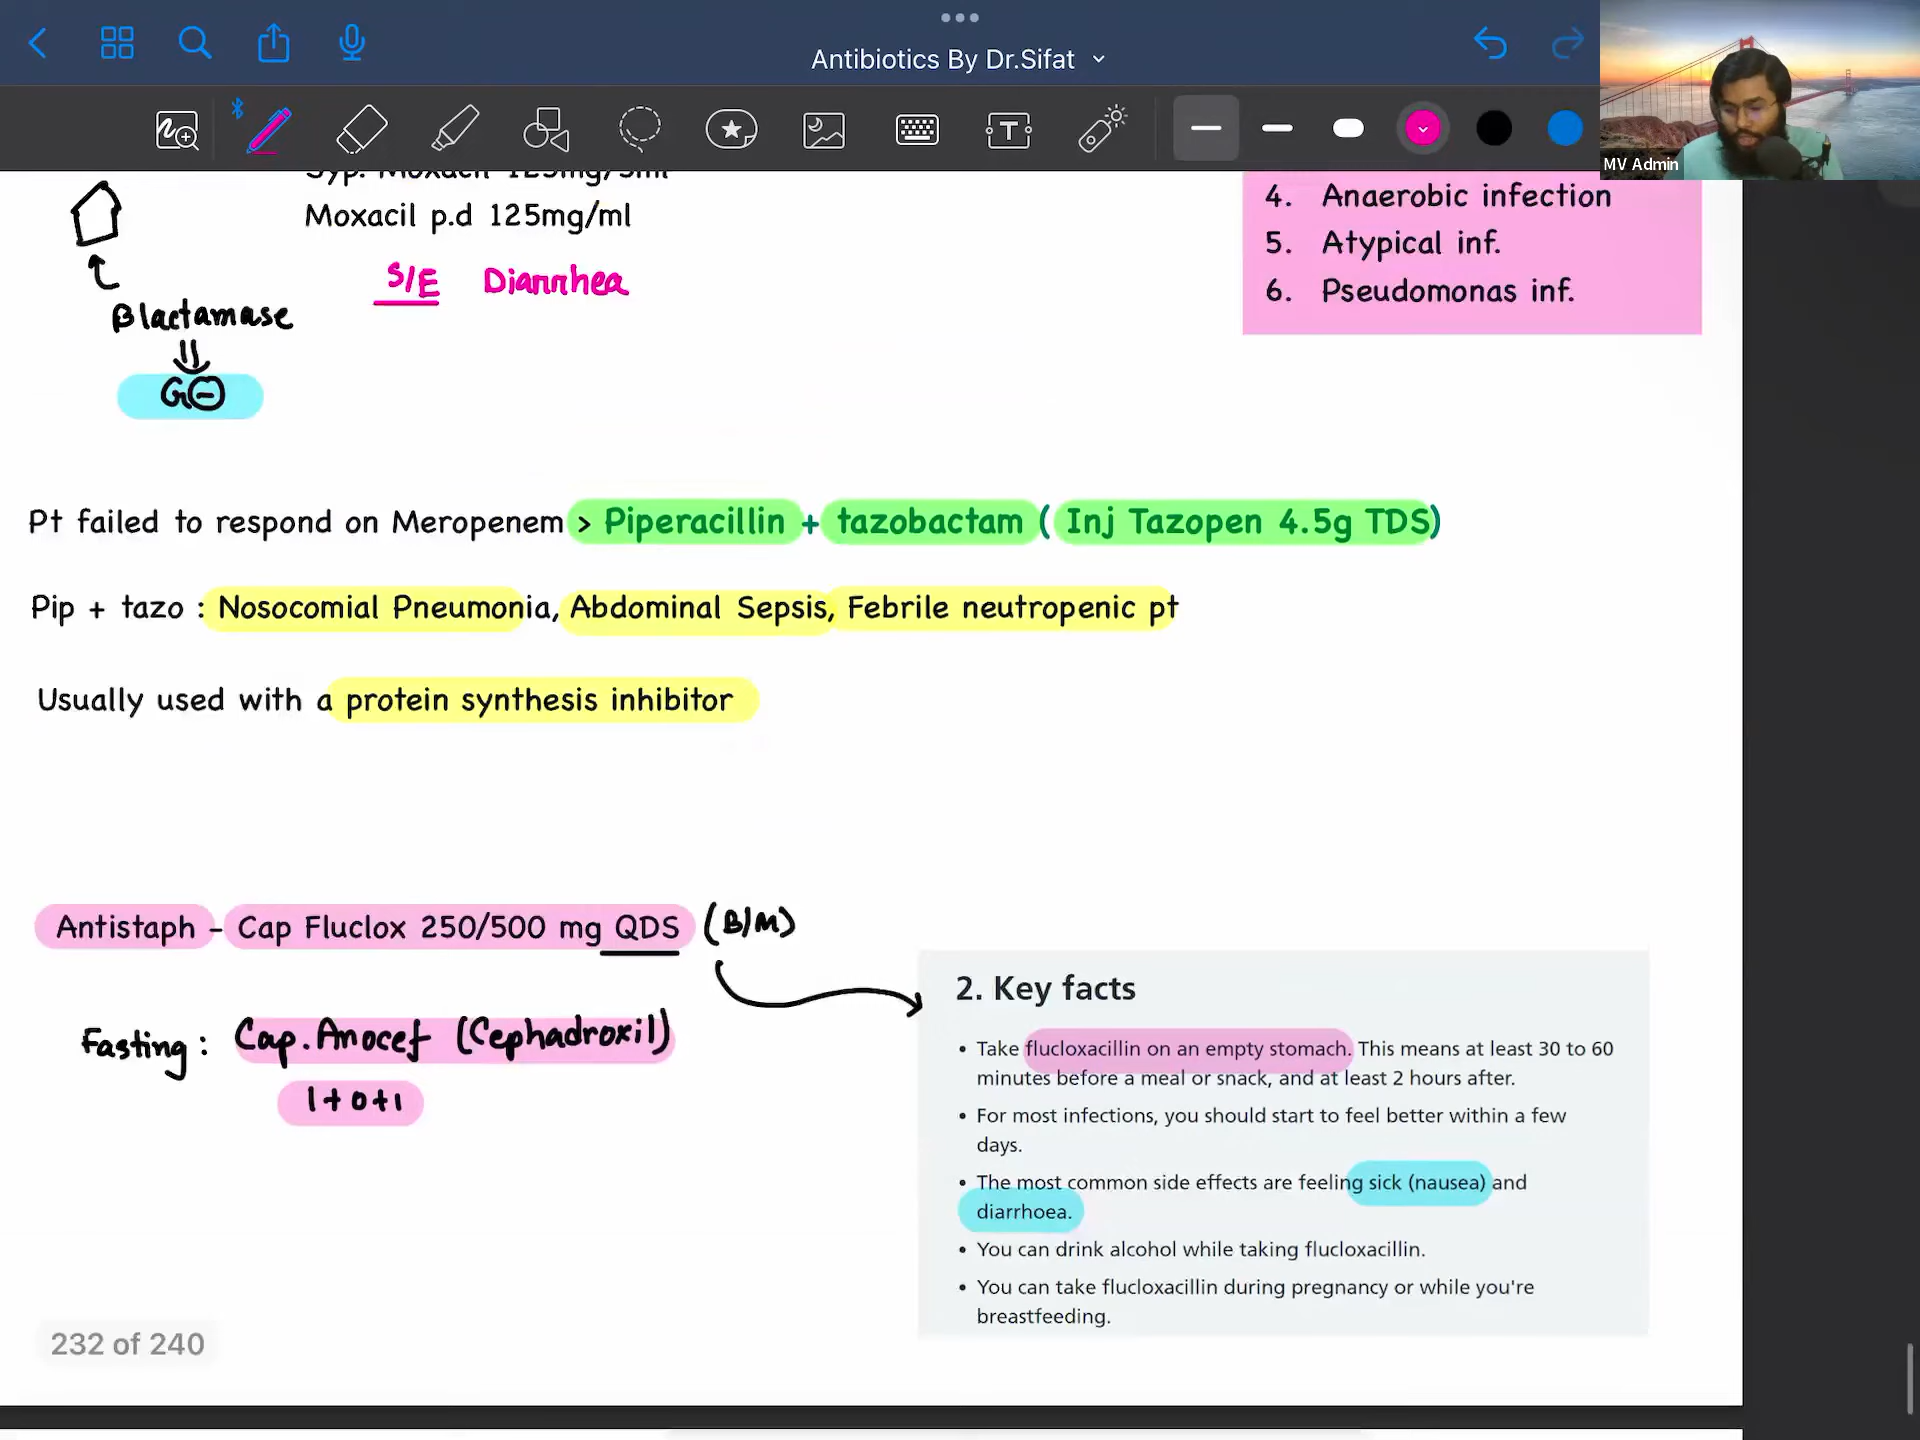 Antibiotics By Dr.Sifat
MV Admin
Syp. Moxacil 125mg/5ml
Moxacil p.d 125mg/ml
S/E Diarrhea
Blactamase
G-
4. Anaerobic infection
5. Atypical inf.
6. Pseudomonas inf.
Pt failed to respond on Meropenem > Piperacillin + tazobactam ( Inj Tazopen 4.5g TDS)
Pip + tazo : Nosocomial Pneumonia, Abdominal Sepsis, Febrile neutropenic pt
Usually used with a protein synthesis inhibitor
Antistaph - Cap Fluclox 250/500 mg QDS (B/M)
Fasting : Cap. Anocef (Cephadroxil)
1+0+1
2. Key facts
• Take flucloxacillin on an empty stomach. This means at least 30 to 60
minutes before a meal or snack, and at least 2 hours after.
• For most infections, you should start to feel better within a few
days.
• The most common side effects are feeling sick (nausea) and
diarrhoea.
• You can drink alcohol while taking flucloxacillin.
• You can take flucloxacillin during pregnancy or while you're
breastfeeding.
232 of 240